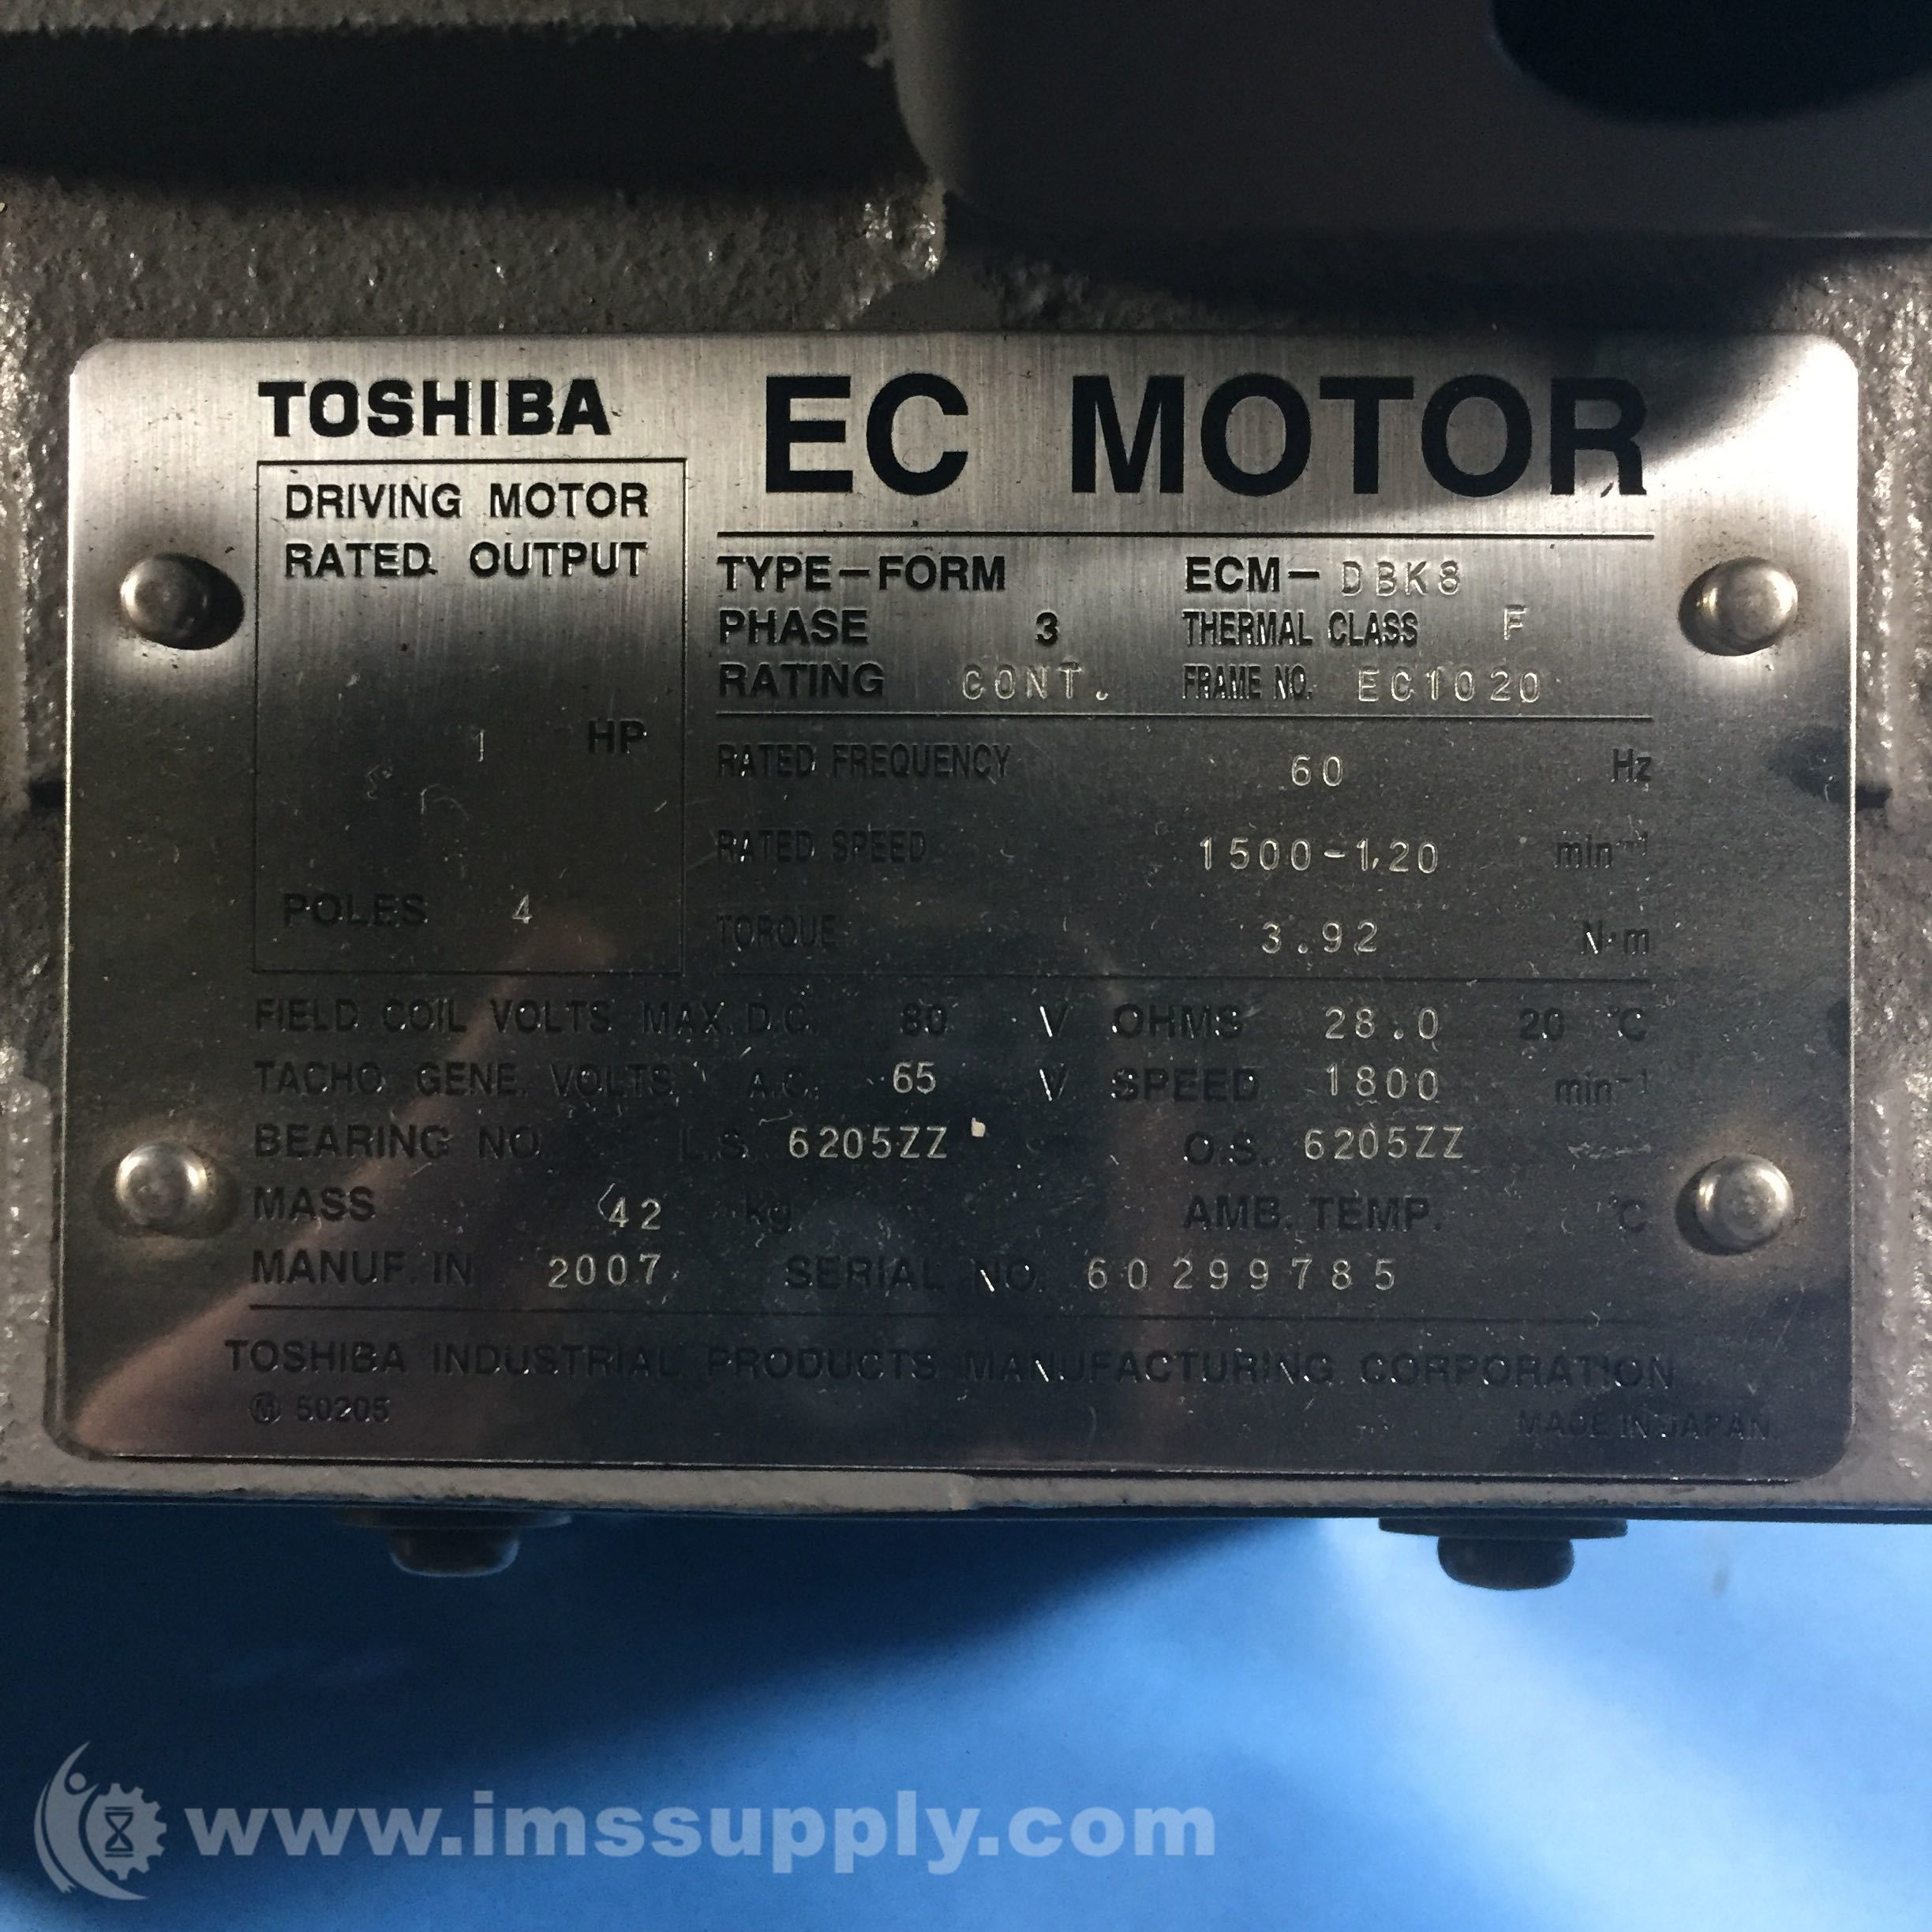 TOSHIBA EC MOTOR
DRIVING MOTOR
RATED OUTPUT
1 HP
POLES 4
TYPE-FORM ECM-DBK8
PHASE 3 THERMAL CLASS F
RATING CONT. FRAME NO. EC1020
RATED FREQUENCY 60 Hz
RATED SPEED 1500-120 min⁻¹
TORQUE 3.92 N·m
FIELD COIL VOLTS MAX D.C. 80 V OHMS 28.0 20 °C
TACHO. GENE. VOLTS A.C. 65 V SPEED 1800 min⁻¹
BEARING NO. L.S. 6205ZZ O.S. 6205ZZ
MASS 42 kg AMB. TEMP. °C
MANUF. IN 2007 SERIAL NO. 60299785
TOSHIBA INDUSTRIAL PRODUCTS MANUFACTURING CORPORATION
Ⓜ 50205 MADE IN JAPAN.
www.imssupply.com